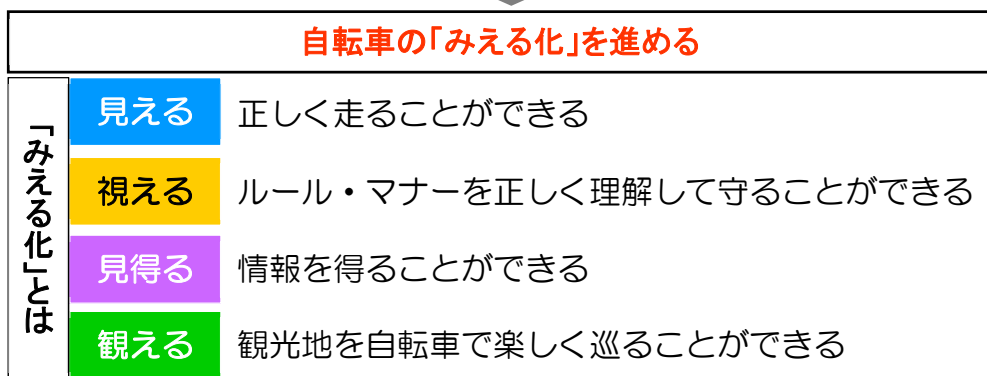 自転車の「みえる化」を進める
「みえる化」とは
見える 正しく走ることができる
視える ルール・マナーを正しく理解して守ることができる
見得る 情報を得ることができる
観える 観光地を自転車で楽しく巡ることができる